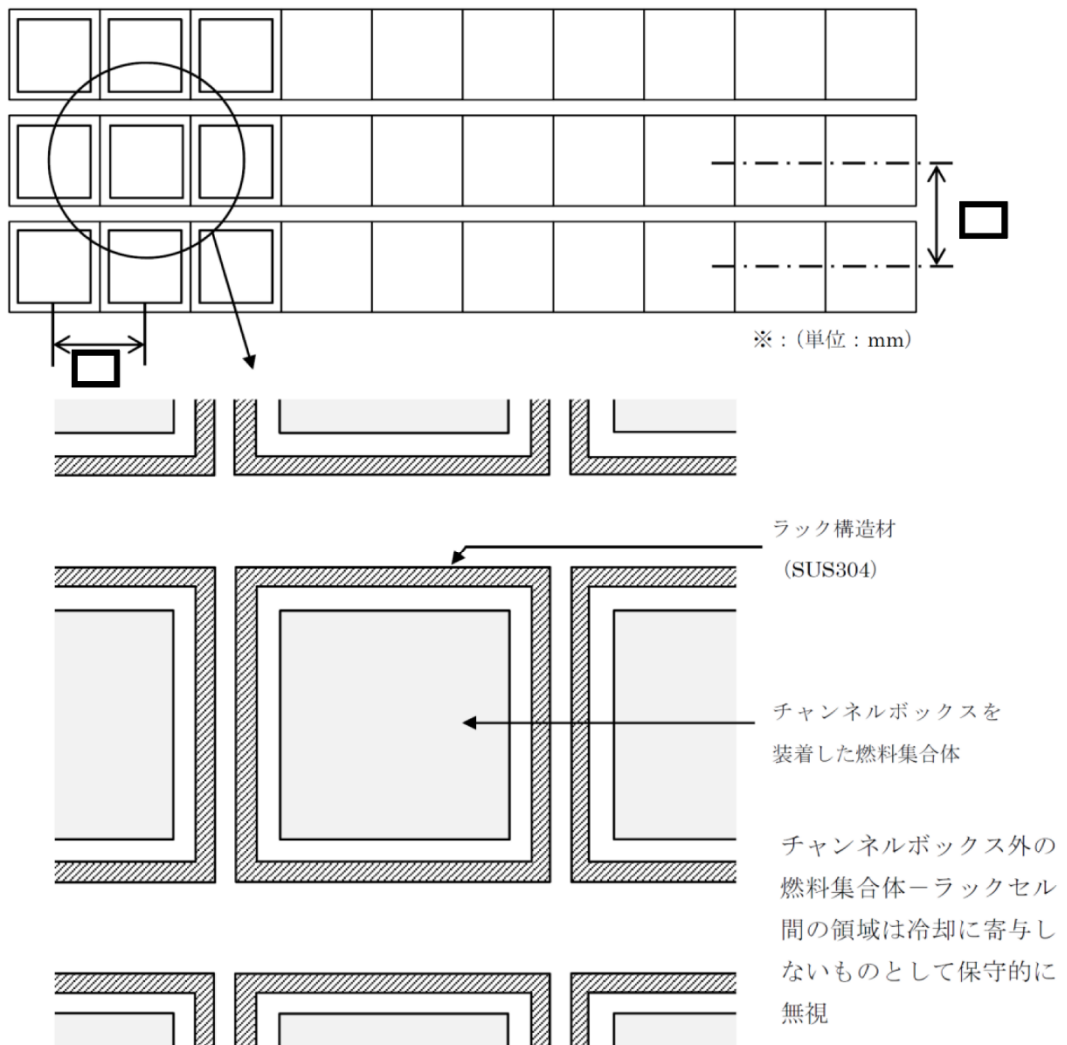 ※：（単位：mm）
ラック構造材
（SUS304）
チャンネルボックスを
装着した燃料集合体
チャンネルボックス外の
燃料集合体－ラックセル
間の領域は冷却に寄与し
ないものとして保守的に
無視